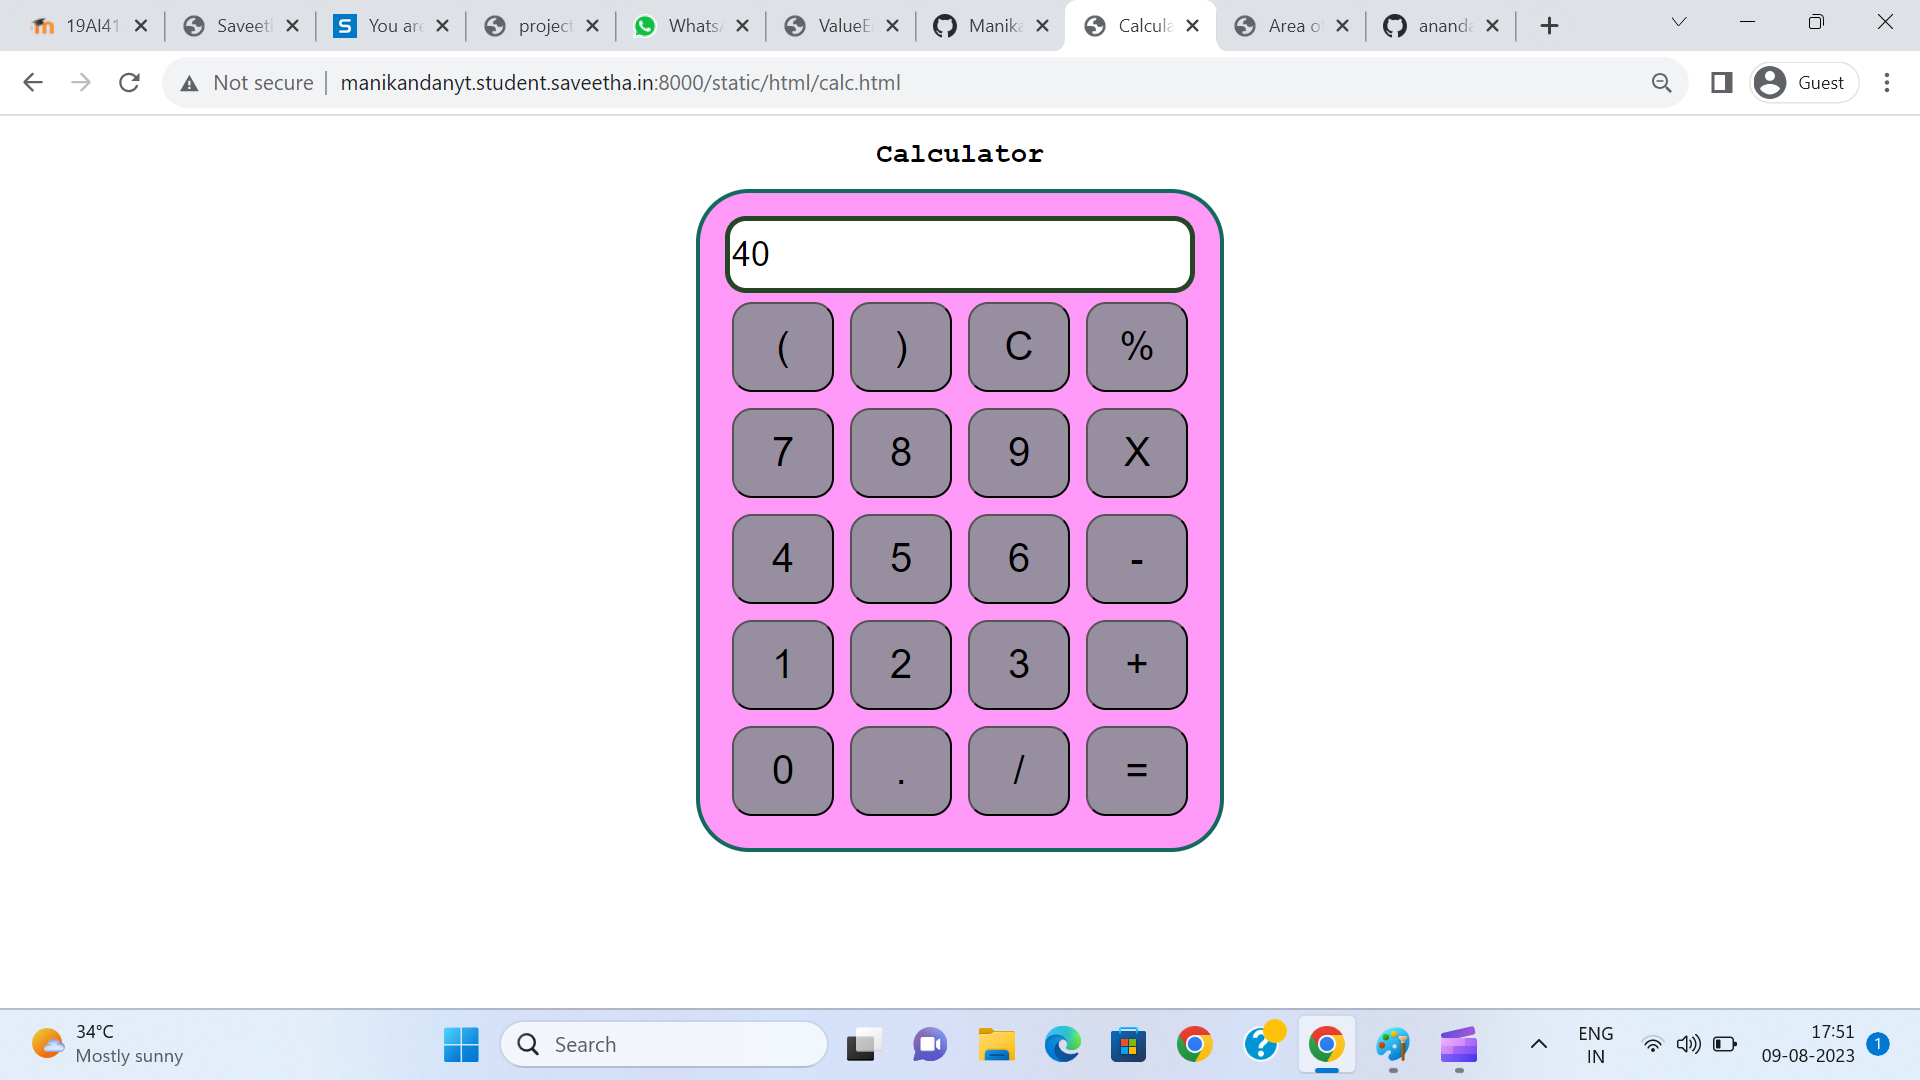 19AI41 Saveet You are project Whats ValueE Manika Calcula Area o ananda
Not secure manikandanyt.student.saveetha.in:8000/static/html/calc.html Guest
Calculator
40
( ) C %
7 8 9 X
4 5 6 -
1 2 3 +
0 . / =
34°C
Mostly sunny
Search
ENG
IN
17:51
09-08-2023
1